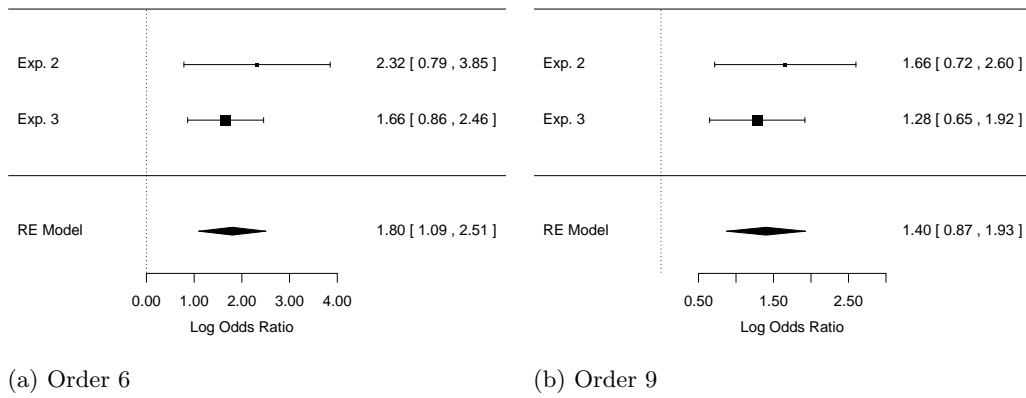 Exp. 2 2.32 [ 0.79 , 3.85 ]
Exp. 3 1.66 [ 0.86 , 2.46 ]
RE Model 1.80 [ 1.09 , 2.51 ]
0.00 1.00 2.00 3.00 4.00
Log Odds Ratio
(a) Order 6
Exp. 2 1.66 [ 0.72 , 2.60 ]
Exp. 3 1.28 [ 0.65 , 1.92 ]
RE Model 1.40 [ 0.87 , 1.93 ]
0.50 1.50 2.50
Log Odds Ratio
(b) Order 9